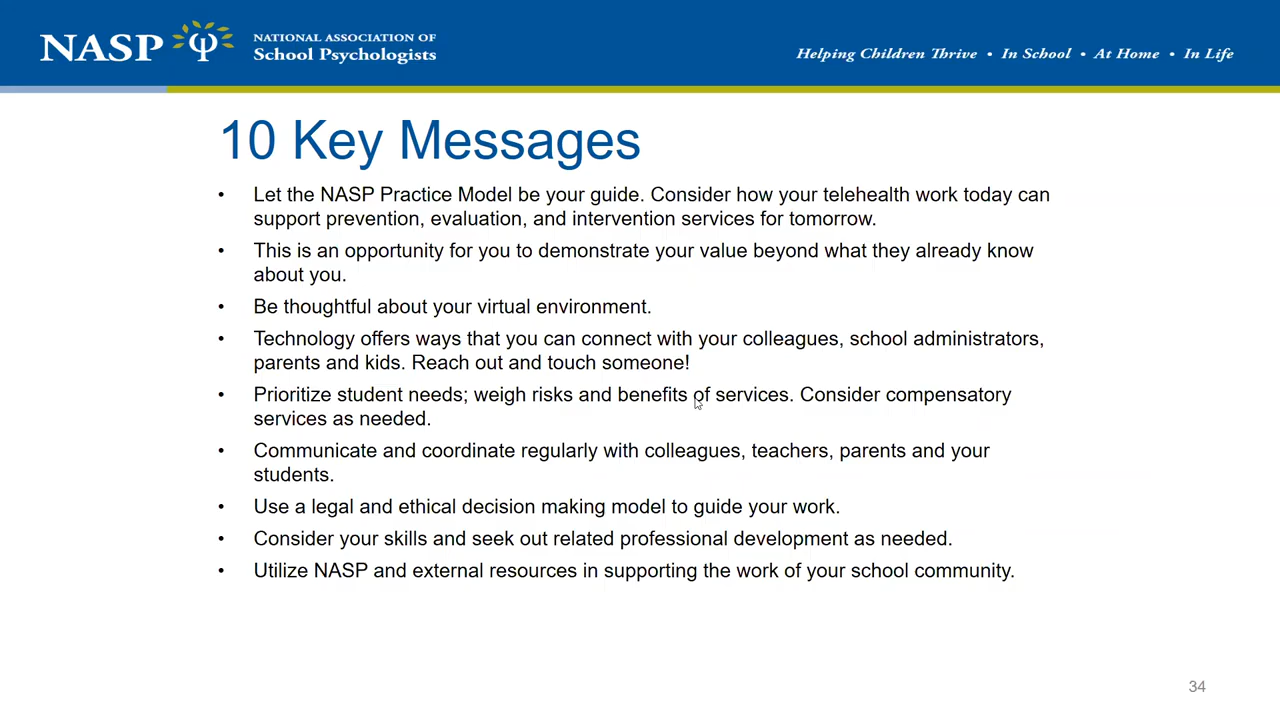 NASP
NATIONAL ASSOCIATION OF
School Psychologists
Helping Children Thrive • In School • At Home • In Life
10 Key Messages
• Let the NASP Practice Model be your guide. Consider how your telehealth work today can
support prevention, evaluation, and intervention services for tomorrow.
• This is an opportunity for you to demonstrate your value beyond what they already know
about you.
• Be thoughtful about your virtual environment.
• Technology offers ways that you can connect with your colleagues, school administrators,
parents and kids. Reach out and touch someone!
• Prioritize student needs; weigh risks and benefits of services. Consider compensatory
services as needed.
• Communicate and coordinate regularly with colleagues, teachers, parents and your
students.
• Use a legal and ethical decision making model to guide your work.
• Consider your skills and seek out related professional development as needed.
• Utilize NASP and external resources in supporting the work of your school community.
34